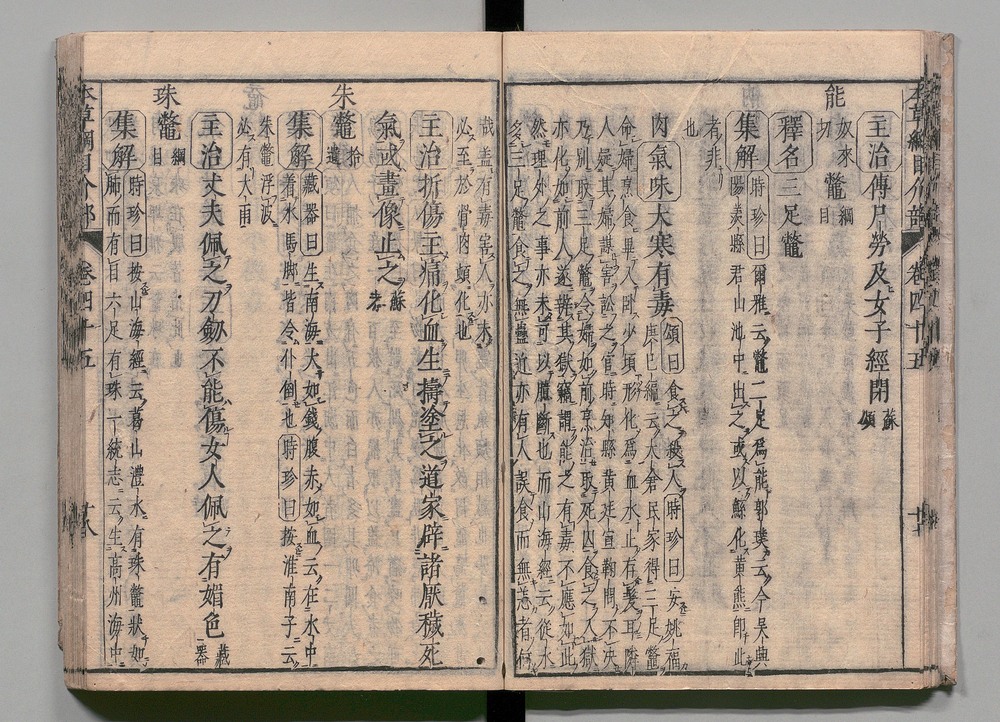 主治傳尸勞及女子經閉蘇頌
能奴來切鼈綱目
釋名三足鼈
集解時珍曰爾雅云鼈三足為能郭璞云今吳興
陽羨縣君山池中出之或以鯀化黃熊即此
者非
也
肉氣味大寒有毒頌曰食之殺人時珍曰按姚福
庚巳編云太倉民家得三足鼈
命婦烹食畢入臥少頃形化為血水止存髮耳隣
人疑其婦謀害訟之官時知縣黃廷宣鞠問不決
乃別取三足鼈令婦如前烹治取死囚食之入獄
亦化如前人遂辨其獄竊謂能之有毒不應如此
然理外之事亦未可以臆斷也而山海經云從水
多三足鼈食之無蠱近亦有人誤食而無恙者何
哉蓋有毒害人亦未
必至於骨肉頓化也
主治折傷止痛化血生擣塗之道家辟諸厭穢死
氣或畫像止之蘇恭
朱鼈拾遺
集解藏器曰生南海大如錢腹赤如血云在水中
着水馬脚皆令仆倒也時珍曰按淮南子云
朱鼈浮波
必有大雨
主治丈夫佩之刀劔不能傷女人佩之有媚色藏器
珠鼈綱目
集解時珍曰按山海經云葛山澧水有珠鼈狀如
肺而有目六足有珠一統志云生高州海中
本草綱目介部
卷四十五